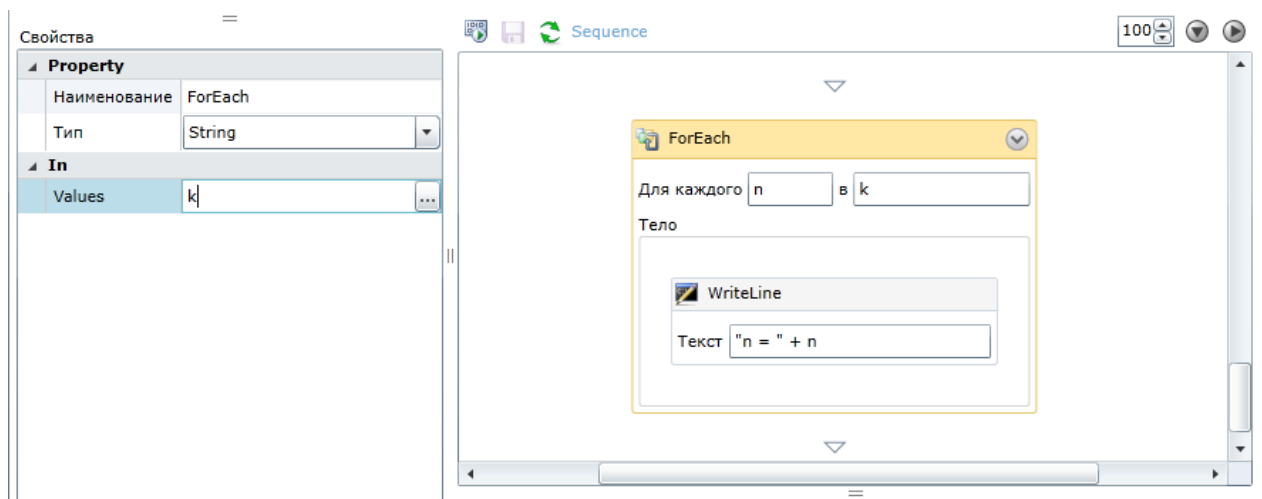 Свойства
Property
Наименование ForEach
Тип String
In
Values k ...
Sequence 100
ForEach
Для каждого n в k
Тело
WriteLine
Текст "n = " + n